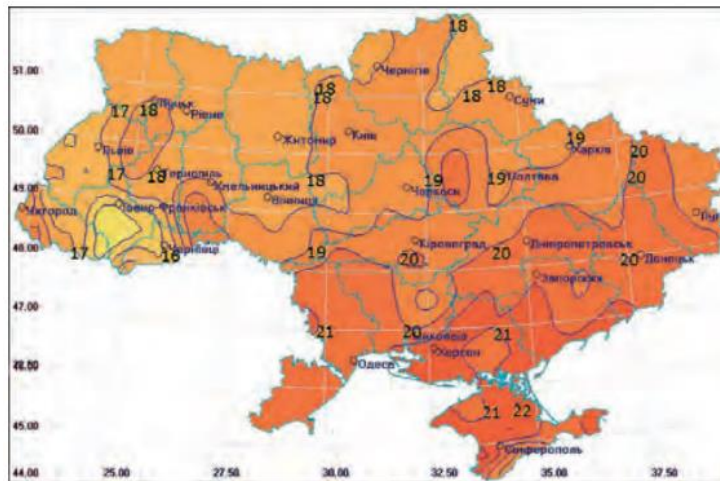 18
18
51.00
Чернігів
18
18
18
18
17
18
Луцьк
Рівне
Суми
50.00
Житомир
Київ
19
Харків
20
Львів
17
18
Тернопіль
Хмельницький
18
Вінниця
19
Черкаси
19
Полтава
20
49.00
Ужгород
Івано-Франківськ
48.00
17
Чернівці
16
19
Кіровоград
20
20
Дніпропетровськ
20
Донецьк
Запоріжжя
47.00
21
20
21
Херсон
Одеса
45.00
21
22
Сімферополь
44.00
25.00
27.50
30.00
32.50
35.00
37.50